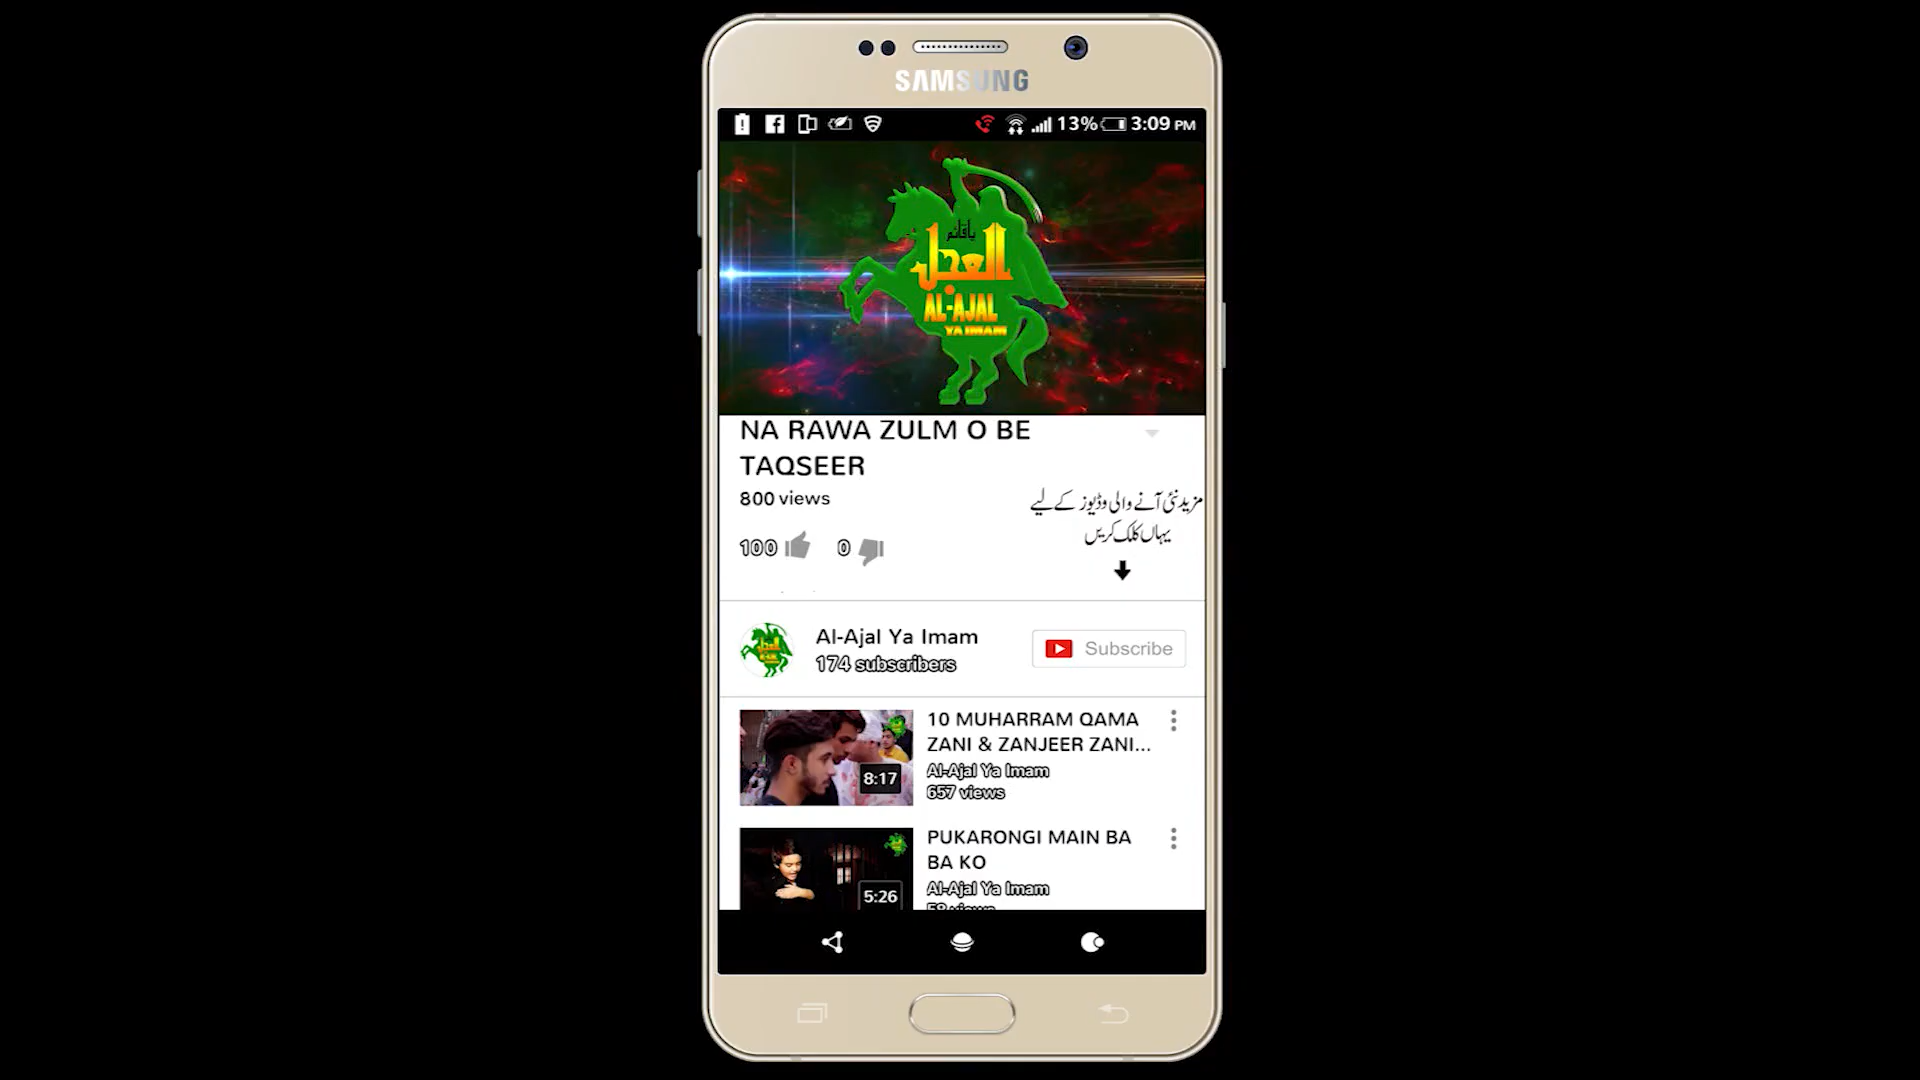 SAMSUNG
13% 3:09 PM
یاقائم
العجل
AL-AJAL
YA IMAM
NA RAWA ZULM O BE
TAQSEER
800 views
مزید نئی آنے والی وڈیوز کے لیے
یہاں کلک کریں
100 0
Al-Ajal Ya Imam
174 subscribers
Subscribe
10 MUHARRAM QAMA
ZANI & ZANJEER ZANI...
Al-Ajal Ya Imam
657 views
8:17
PUKARONGI MAIN BA
BA KO
Al-Ajal Ya Imam
58 views
5:26